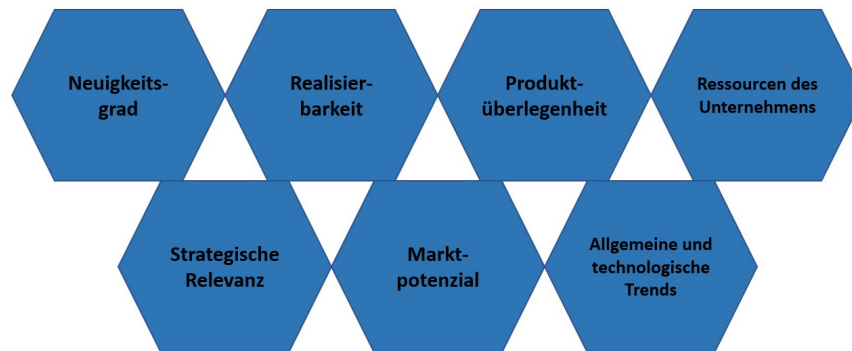 Neuigkeits-
grad
Realisier-
barkeit
Produkt-
überlegenheit
Ressourcen des
Unternehmens
Strategische
Relevanz
Markt-
potenzial
Allgemeine und
technologische
Trends